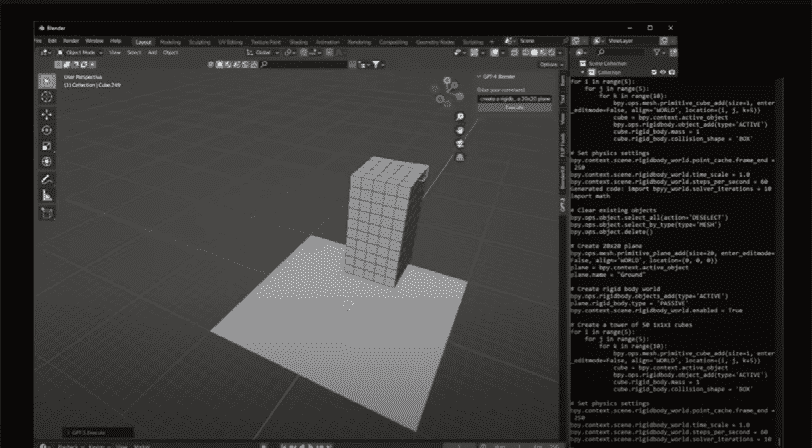 Blender
File Edit Render Window Help Layout Modeling Sculpting UV Editing Texture Paint Shading Animation Rendering Compositing Geometry Nodes Scripting Scene ViewLayer
Object Mode View Select Add Object Global
Options
User Perspective
(1) Collection | Cube.249
GPT-4 Blender
Enter your command:
create a rigidb... a 20x20 plane
Execute
Item
Tool
View
GPT-4
Scene Collection
Collection
for i in range(5):
for j in range(5):
for k in range(10):
bpy.ops.mesh.primitive_cube_add(size=1, enter
_editmode=False, align='WORLD', location=(i, j, k+5))
cube = bpy.context.active_object
bpy.ops.rigidbody.object_add(type='ACTIVE')
cube.rigid_body.mass = 1
cube.rigid_body.collision_shape = 'BOX'
# Set physics settings
bpy.context.scene.rigidbody_world.point_cache.frame_end =
250
bpy.context.scene.rigidbody_world.time_scale = 1.0
bpy.context.scene.rigidbody_world.steps_per_second = 60
Generated code: import bpyy_world.solver_iterations = 10
import math
# Clear existing objects
bpy.ops.object.select_all(action='DESELECT')
bpy.ops.object.select_by_type(type='MESH')
bpy.ops.object.delete()
# Create 20x20 plane
bpy.ops.mesh.primitive_plane_add(size=20, enter_editmode=
False, align='WORLD', location=(0, 0, 0))
plane = bpy.context.active_object
plane.name = "Ground"
# Create rigid body world
bpy.ops.rigidbody.objects_add(type='ACTIVE')
plane.rigid_body.type = 'PASSIVE'
bpy.context.scene.rigidbody_world.enabled = True
# Create a tower of 50 1x1x1 cubes
for i in range(5):
for j in range(5):
for k in range(10):
bpy.ops.mesh.primitive_cube_add(size=1, enter
_editmode=False, align='WORLD', location=(i, j, k+5))
cube = bpy.context.active_object
bpy.ops.rigidbody.object_add(type='ACTIVE')
cube.rigid_body.mass = 1
cube.rigid_body.collision_shape = 'BOX'
# Set physics settings
bpy.context.scene.rigidbody_world.point_cache.frame_end =
250
bpy.context.scene.rigidbody_world.time_scale = 1.0
bpy.context.scene.rigidbody_world.steps_per_second = 60
bpy.context.scene.rigidbody_world.solver_iterations = 10